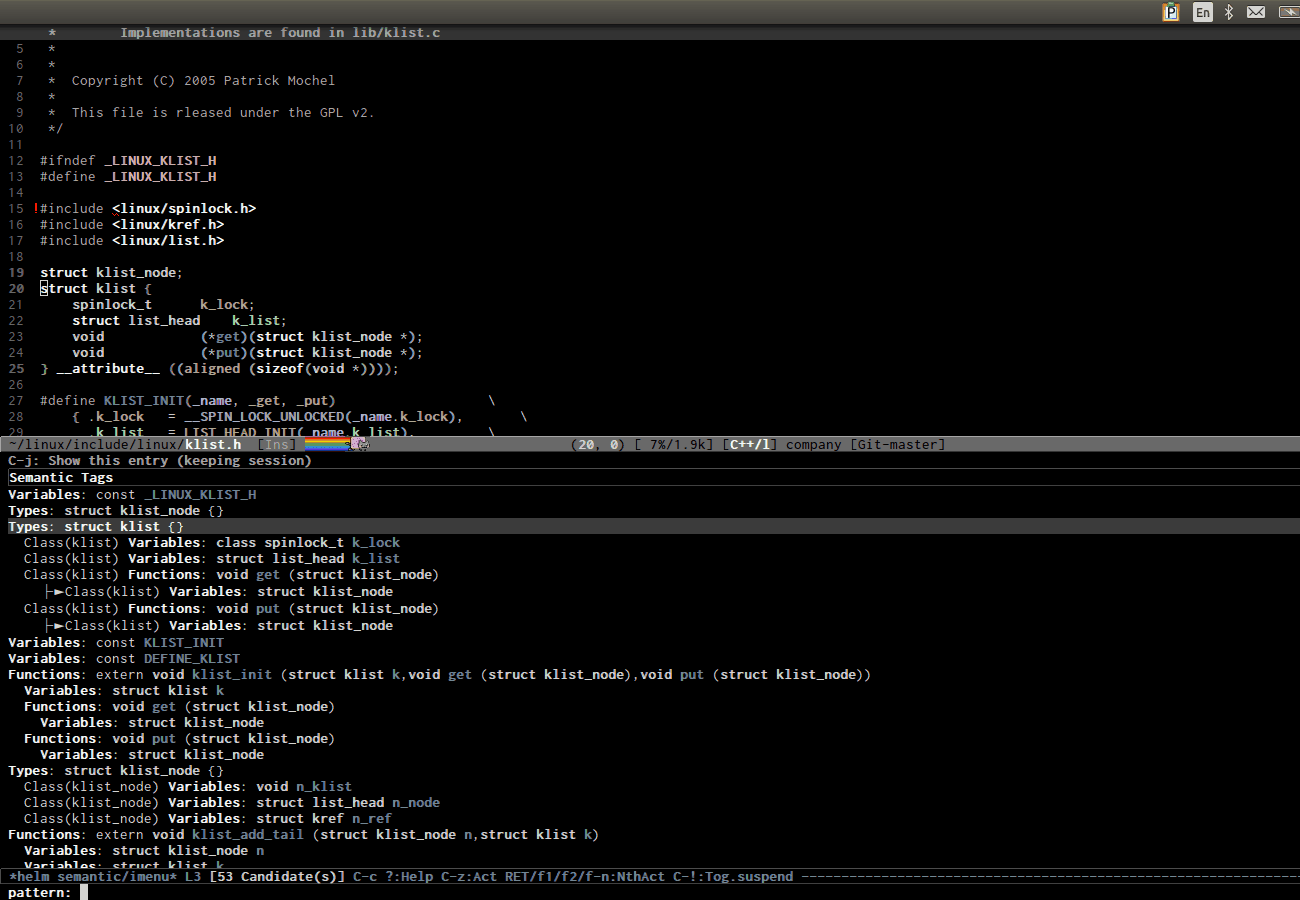 P En
* Implementations are found in lib/klist.c
5 *
6 *
7 * Copyright (C) 2005 Patrick Mochel
8 *
9 * This file is rleased under the GPL v2.
10 */
11
12 #ifndef _LINUX_KLIST_H
13 #define _LINUX_KLIST_H
14
15 !#include <linux/spinlock.h>
16 #include <linux/kref.h>
17 #include <linux/list.h>
18
19 struct klist_node;
20 struct klist {
21 spinlock_t k_lock;
22 struct list_head k_list;
23 void (*get)(struct klist_node *);
24 void (*put)(struct klist_node *);
25 } __attribute__ ((aligned (sizeof(void *))));
26
27 #define KLIST_INIT(_name, _get, _put) \
28 { .k_lock = __SPIN_LOCK_UNLOCKED(_name.k_lock), \
29 .k_list = LIST_HEAD_INIT(_name.k_list), \
~/linux/include/linux/klist.h [Ins] (20, 0) [ 7%/1.9k] [C++/l] company [Git-master]
C-j: Show this entry (keeping session)
Semantic Tags
Variables: const _LINUX_KLIST_H
Types: struct klist_node {}
Types: struct klist {}
Class(klist) Variables: class spinlock_t k_lock
Class(klist) Variables: struct list_head k_list
Class(klist) Functions: void get (struct klist_node)
├►Class(klist) Variables: struct klist_node
Class(klist) Functions: void put (struct klist_node)
├►Class(klist) Variables: struct klist_node
Variables: const KLIST_INIT
Variables: const DEFINE_KLIST
Functions: extern void klist_init (struct klist k,void get (struct klist_node),void put (struct klist_node))
Variables: struct klist k
Functions: void get (struct klist_node)
Variables: struct klist_node
Functions: void put (struct klist_node)
Variables: struct klist_node
Types: struct klist_node {}
Class(klist_node) Variables: void n_klist
Class(klist_node) Variables: struct list_head n_node
Class(klist_node) Variables: struct kref n_ref
Functions: extern void klist_add_tail (struct klist_node n,struct klist k)
Variables: struct klist_node n
Variables: struct klist k
*helm semantic/imenu* L3 [53 Candidate(s)] C-c ?:Help C-z:Act RET/f1/f2/f-n:NthAct C-!:Tog.suspend --------------------------------------------------------------
pattern: